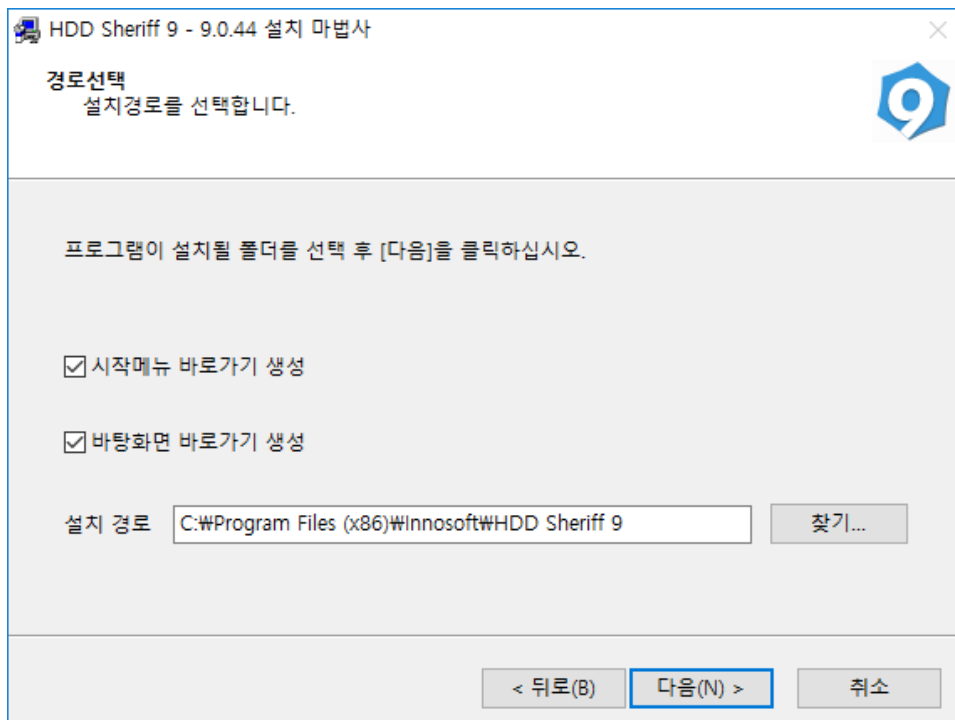 HDD Sheriff 9 - 9.0.44 설치 마법사
경로선택
설치경로를 선택합니다.
9
프로그램이 설치될 폴더를 선택 후 [다음]을 클릭하십시오.
시작메뉴 바로가기 생성
바탕화면 바로가기 생성
설치 경로 C:₩Program Files (x86)₩Innosoft₩HDD Sheriff 9 찾기...
< 뒤로(B) 다음(N) > 취소